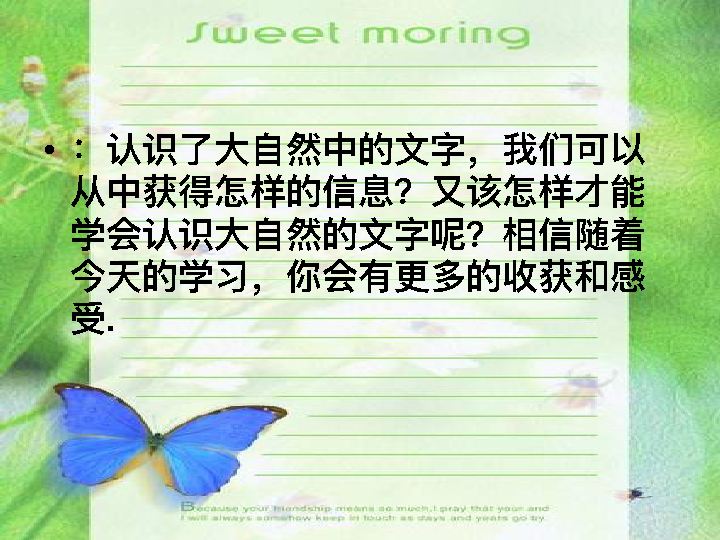 Sweet moring
• ：认识了大自然中的文字，我们可以
从中获得怎样的信息？又该怎样才能
学会认识大自然的文字呢？相信随着
今天的学习，你会有更多的收获和感
受.
Because your friendship means so much,I pray that your and
I will always somehow keep in touch as days and years go by.